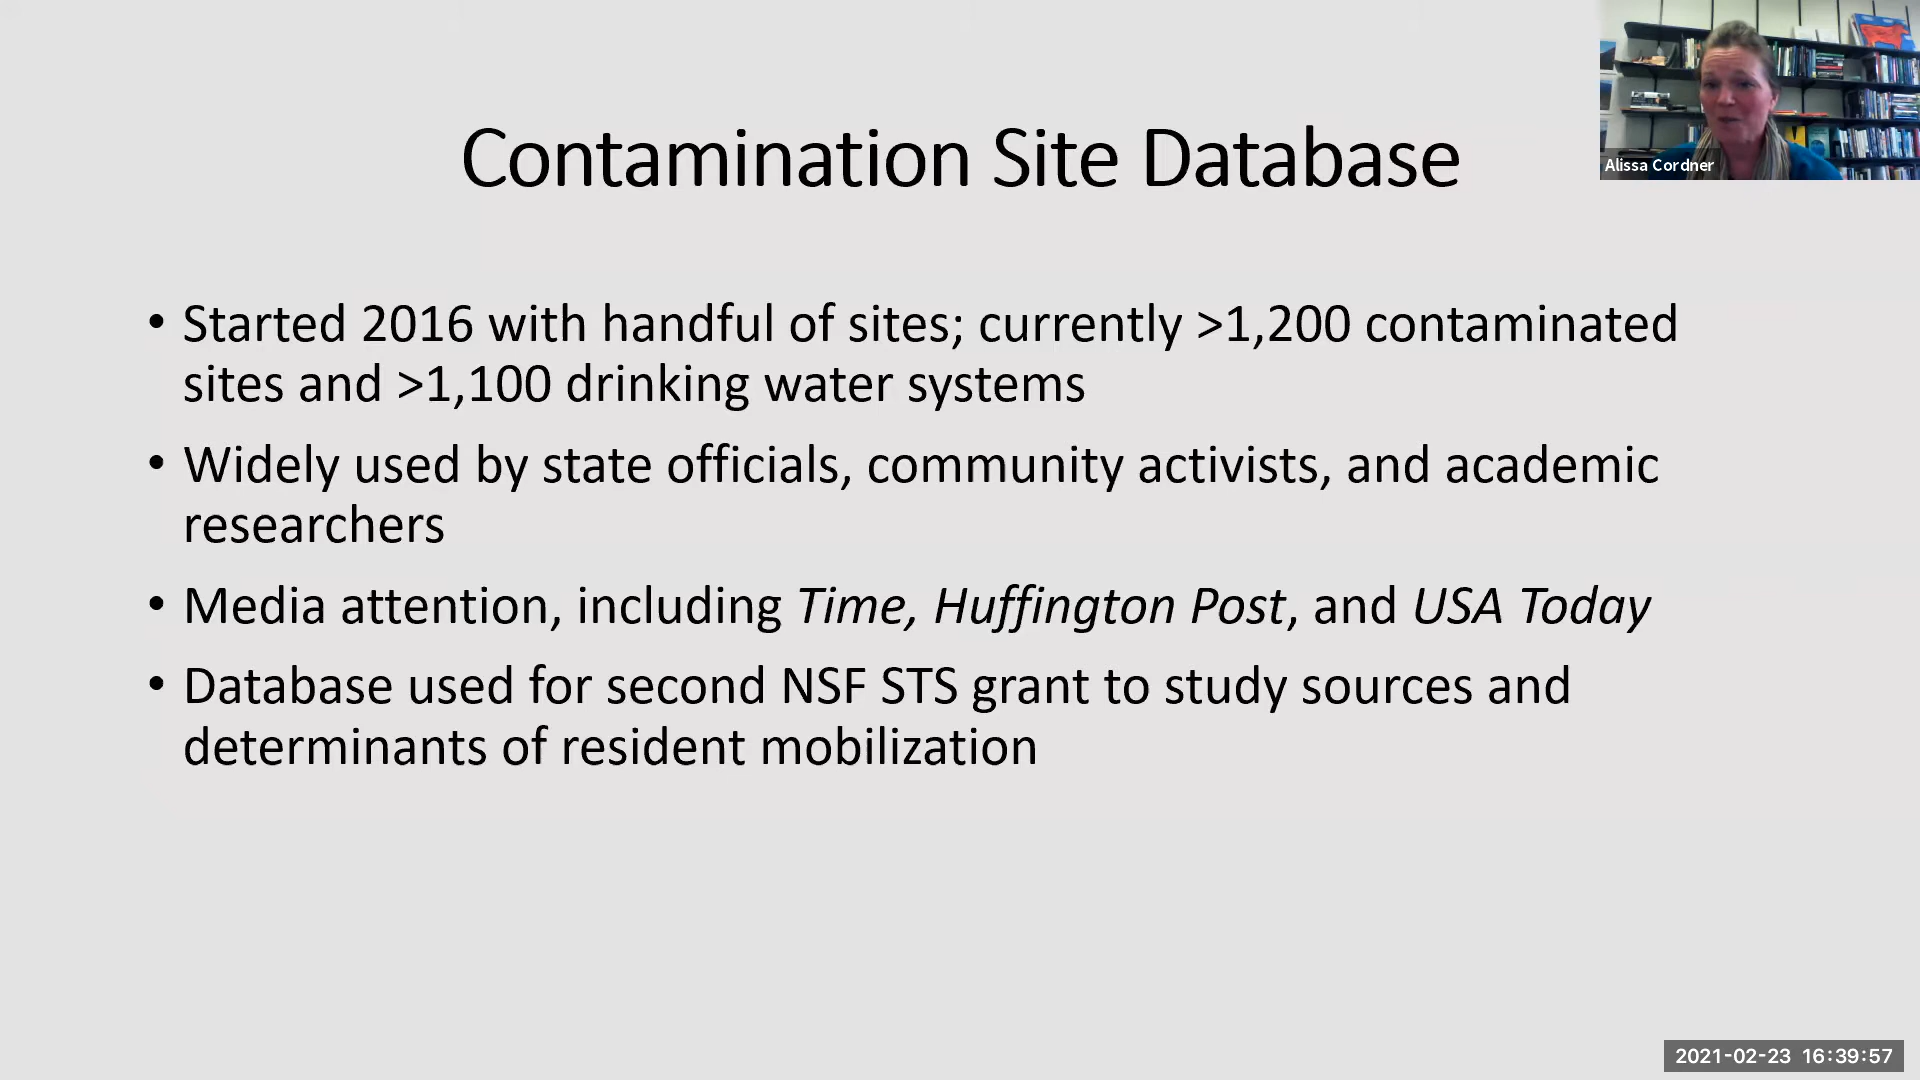 Contamination Site Database
Alissa Cordner
• Started 2016 with handful of sites; currently >1,200 contaminated
sites and >1,100 drinking water systems
• Widely used by state officials, community activists, and academic
researchers
• Media attention, including Time, Huffington Post, and USA Today
• Database used for second NSF STS grant to study sources and
determinants of resident mobilization
2021-02-23 16:39:57